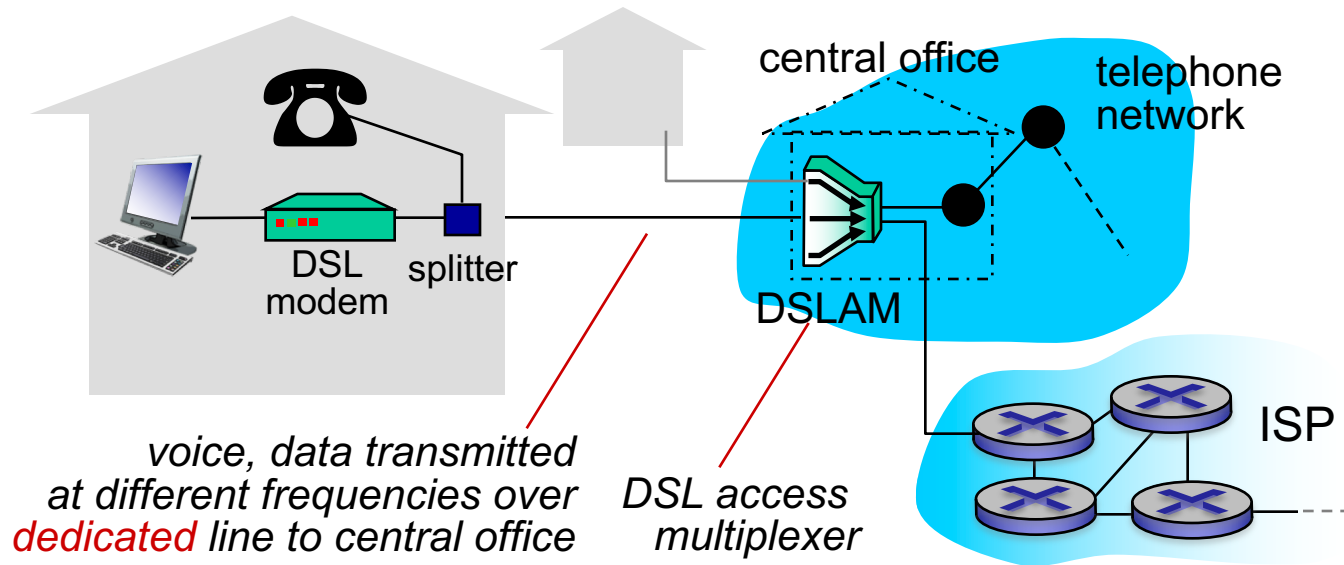 central office
telephone
network
DSL
modem
splitter
DSLAM
ISP
voice, data transmitted
at different frequencies over
dedicated line to central office
DSL access
multiplexer